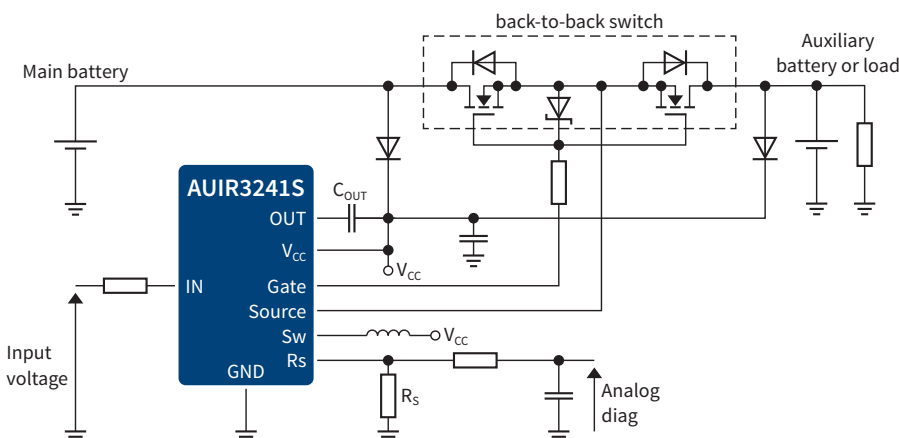 back-to-back switch
Main battery
Auxiliary
battery or load
AUIR3241S
C_OUT
OUT
V_CC
V_CC
IN
Gate
Source
Sw
V_CC
Rs
Input
voltage
GND
R_S
Analog
diag